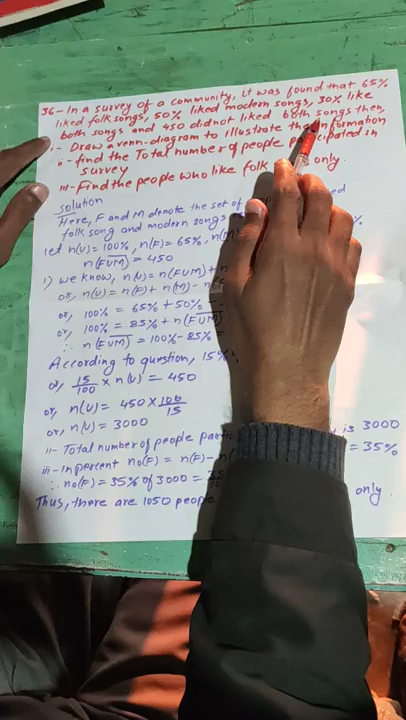 36- In a survey of a community, it was found that 65%
liked folksongs, 50% liked modern songs, 30% like
both songs and 450 didnot liked both songs then,
i- Draw a venn-diagram to illustrate the information
ii- find the Total number of people participated in
survey
iii- Find the people who like folk only.
Solution
Here, F and M denote the set of
folk song and modern songs
let n(U) = 100%, n(F) = 65%, n(M)
n(F̅U̅M̅) = 450
i) we know, n(U) = n(FUM) +
or, n(U) = n(F) + n(M) -
or, 100% = 65% + 50% -
or, 100% = 85% + n(F̅U̅M̅)
∴ n(F̅U̅M̅) = 100% - 85%
According to question, 15%
or, 15/100 × n(U) = 450
or, n(U) = 450 × 100/15
or, n(U) = 3000
ii- Total number of people is 3000
iii- In percent no(F) = n(F) - = 35%
∴ no(F) = 35% of 3000 =
Thus, there are 1050 people only.